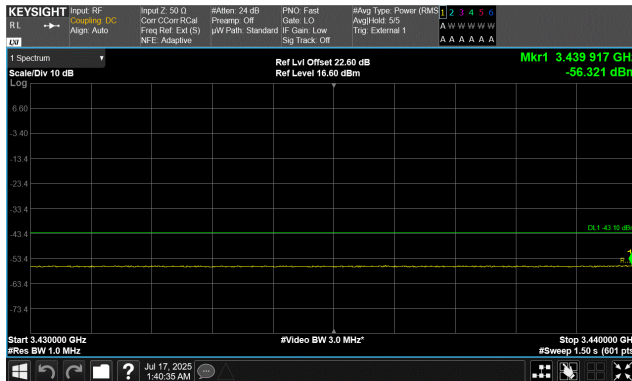 KEYSIGHT Input: RF Input Z: 50 Ω #Atten: 24 dB PNO: Fast #Avg Type: Power (RMS 1 2 3 4 5 6
RL Coupling: DC Corr CCorr RCal Preamp: Off Gate: LO Avg|Hold: 5/5 A W W W W W
Align: Auto Freq Ref: Ext (S) µW Path: Standard IF Gain: Low Trig: External 1 A A A A A A
LXI NFE: Adaptive Sig Track: Off
1 Spectrum Ref Lvl Offset 22.60 dB Mkr1 3.439 917 GH
Scale/Div 10 dB Ref Level 16.60 dBm -56.321 dBm
Log
6.60
-3.40
-13.4
-23.4
-33.4
-43.4 DL1 -43.10 dB
-53.4
R...
-63.4
-73.4
Start 3.430000 GHz #Video BW 3.0 MHz* Stop 3.440000 GHz
#Res BW 1.0 MHz #Sweep 1.50 s (601 pts
? Jul 17, 2025
1:40:35 AM